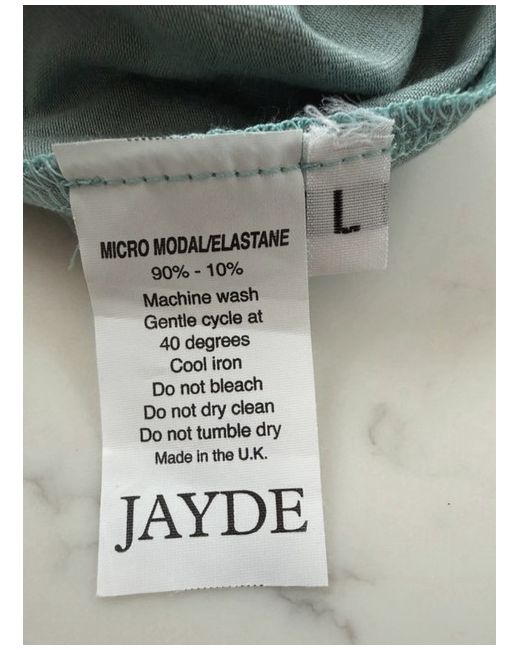 L
MICRO MODAL/ELASTANE
90% - 10%
Machine wash
Gentle cycle at
40 degrees
Cool iron
Do not bleach
Do not dry clean
Do not tumble dry
Made in the U.K.
JAYDE